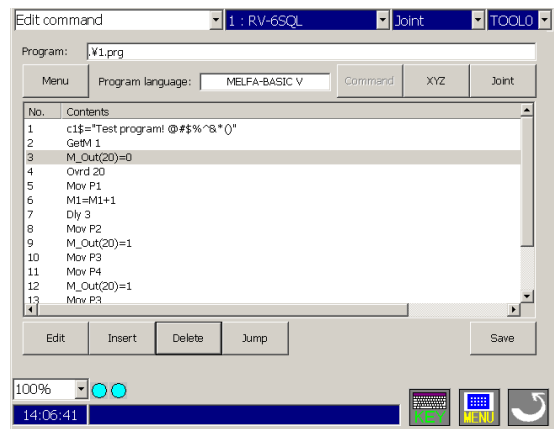 Edit command 1 : RV-6SQL Joint TOOL0
Program: .¥1.prg
Menu Program language: MELFA-BASIC V Command XYZ Joint
No. Contents
1 c1$="Test program! @#$%^&*()"
2 GetM 1
3 M_Out(20)=0
4 Ovrd 20
5 Mov P1
6 M1=M1+1
7 Dly 3
8 Mov P2
9 M_Out(20)=1
10 Mov P3
11 Mov P4
12 M_Out(20)=1
13 Mov P3
Edit Insert Delete Jump Save
100%
14:06:41 KEY MENU